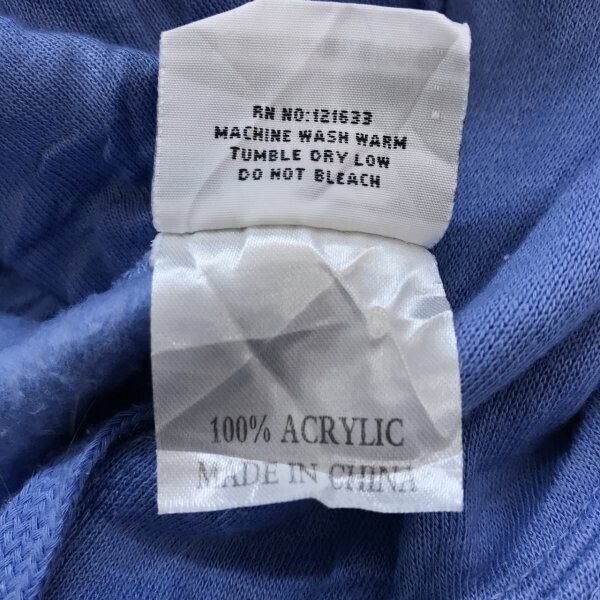 RN NO:121633
MACHINE WASH WARM
TUMBLE DRY LOW
DO NOT BLEACH
100% ACRYLIC
MADE IN CHINA